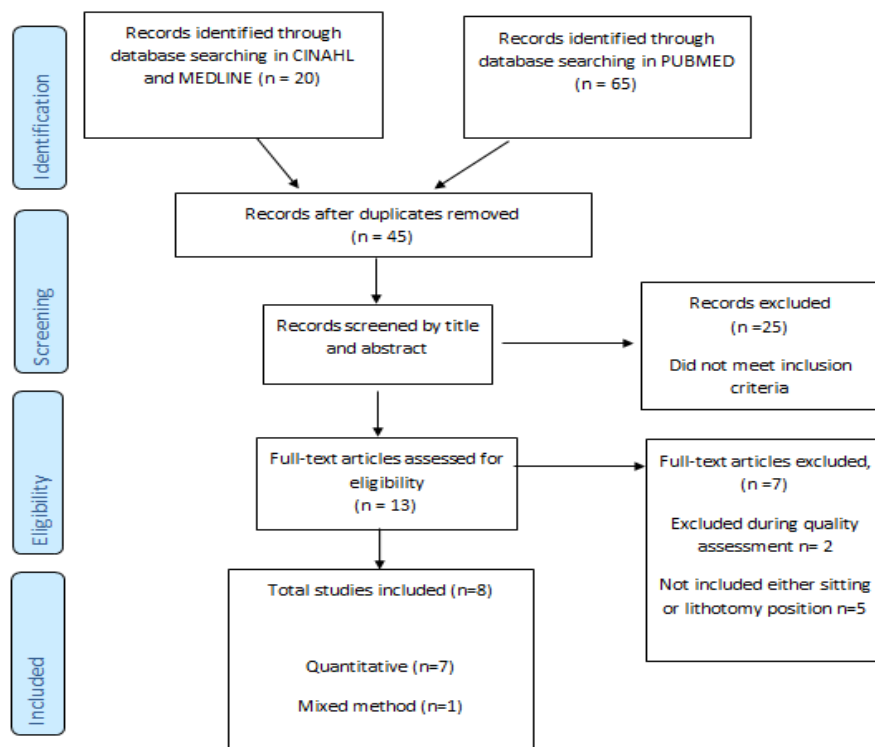 Identification
Records identified through
database searching in CINAHL
and MEDLINE (n = 20)
Records identified through
database searching in PUBMED
(n = 65)
Screening
Records after duplicates removed
(n = 45)
Records screened by title
and abstract
Records excluded
(n =25)
Did not meet inclusion
criteria
Eligibility
Full-text articles assessed for
eligibility
(n = 13)
Full-text articles excluded,
(n =7)
Excluded during quality
assessment n= 2
Not included either sitting
or lithotomy position n=5
Included
Total studies included (n=8)
Quantitative (n=7)
Mixed method (n=1)